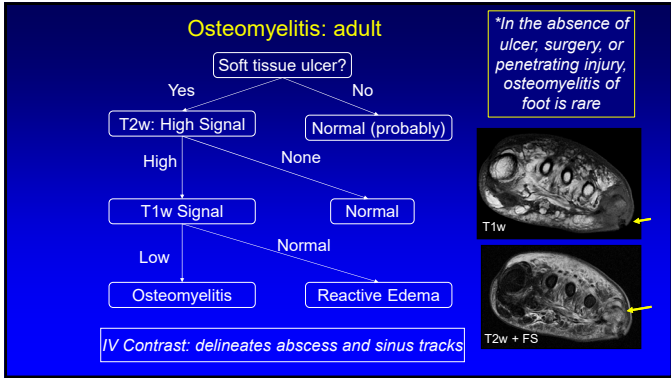 Osteomyelitis: adult
*In the absence of
ulcer, surgery, or
penetrating injury,
osteomyelitis of
foot is rare
Soft tissue ulcer?
Yes
No
T2w: High Signal
Normal (probably)
High
None
T1w Signal
Normal
Low
Normal
Osteomyelitis
Reactive Edema
IV Contrast: delineates abscess and sinus tracks
T1w
T2w + FS